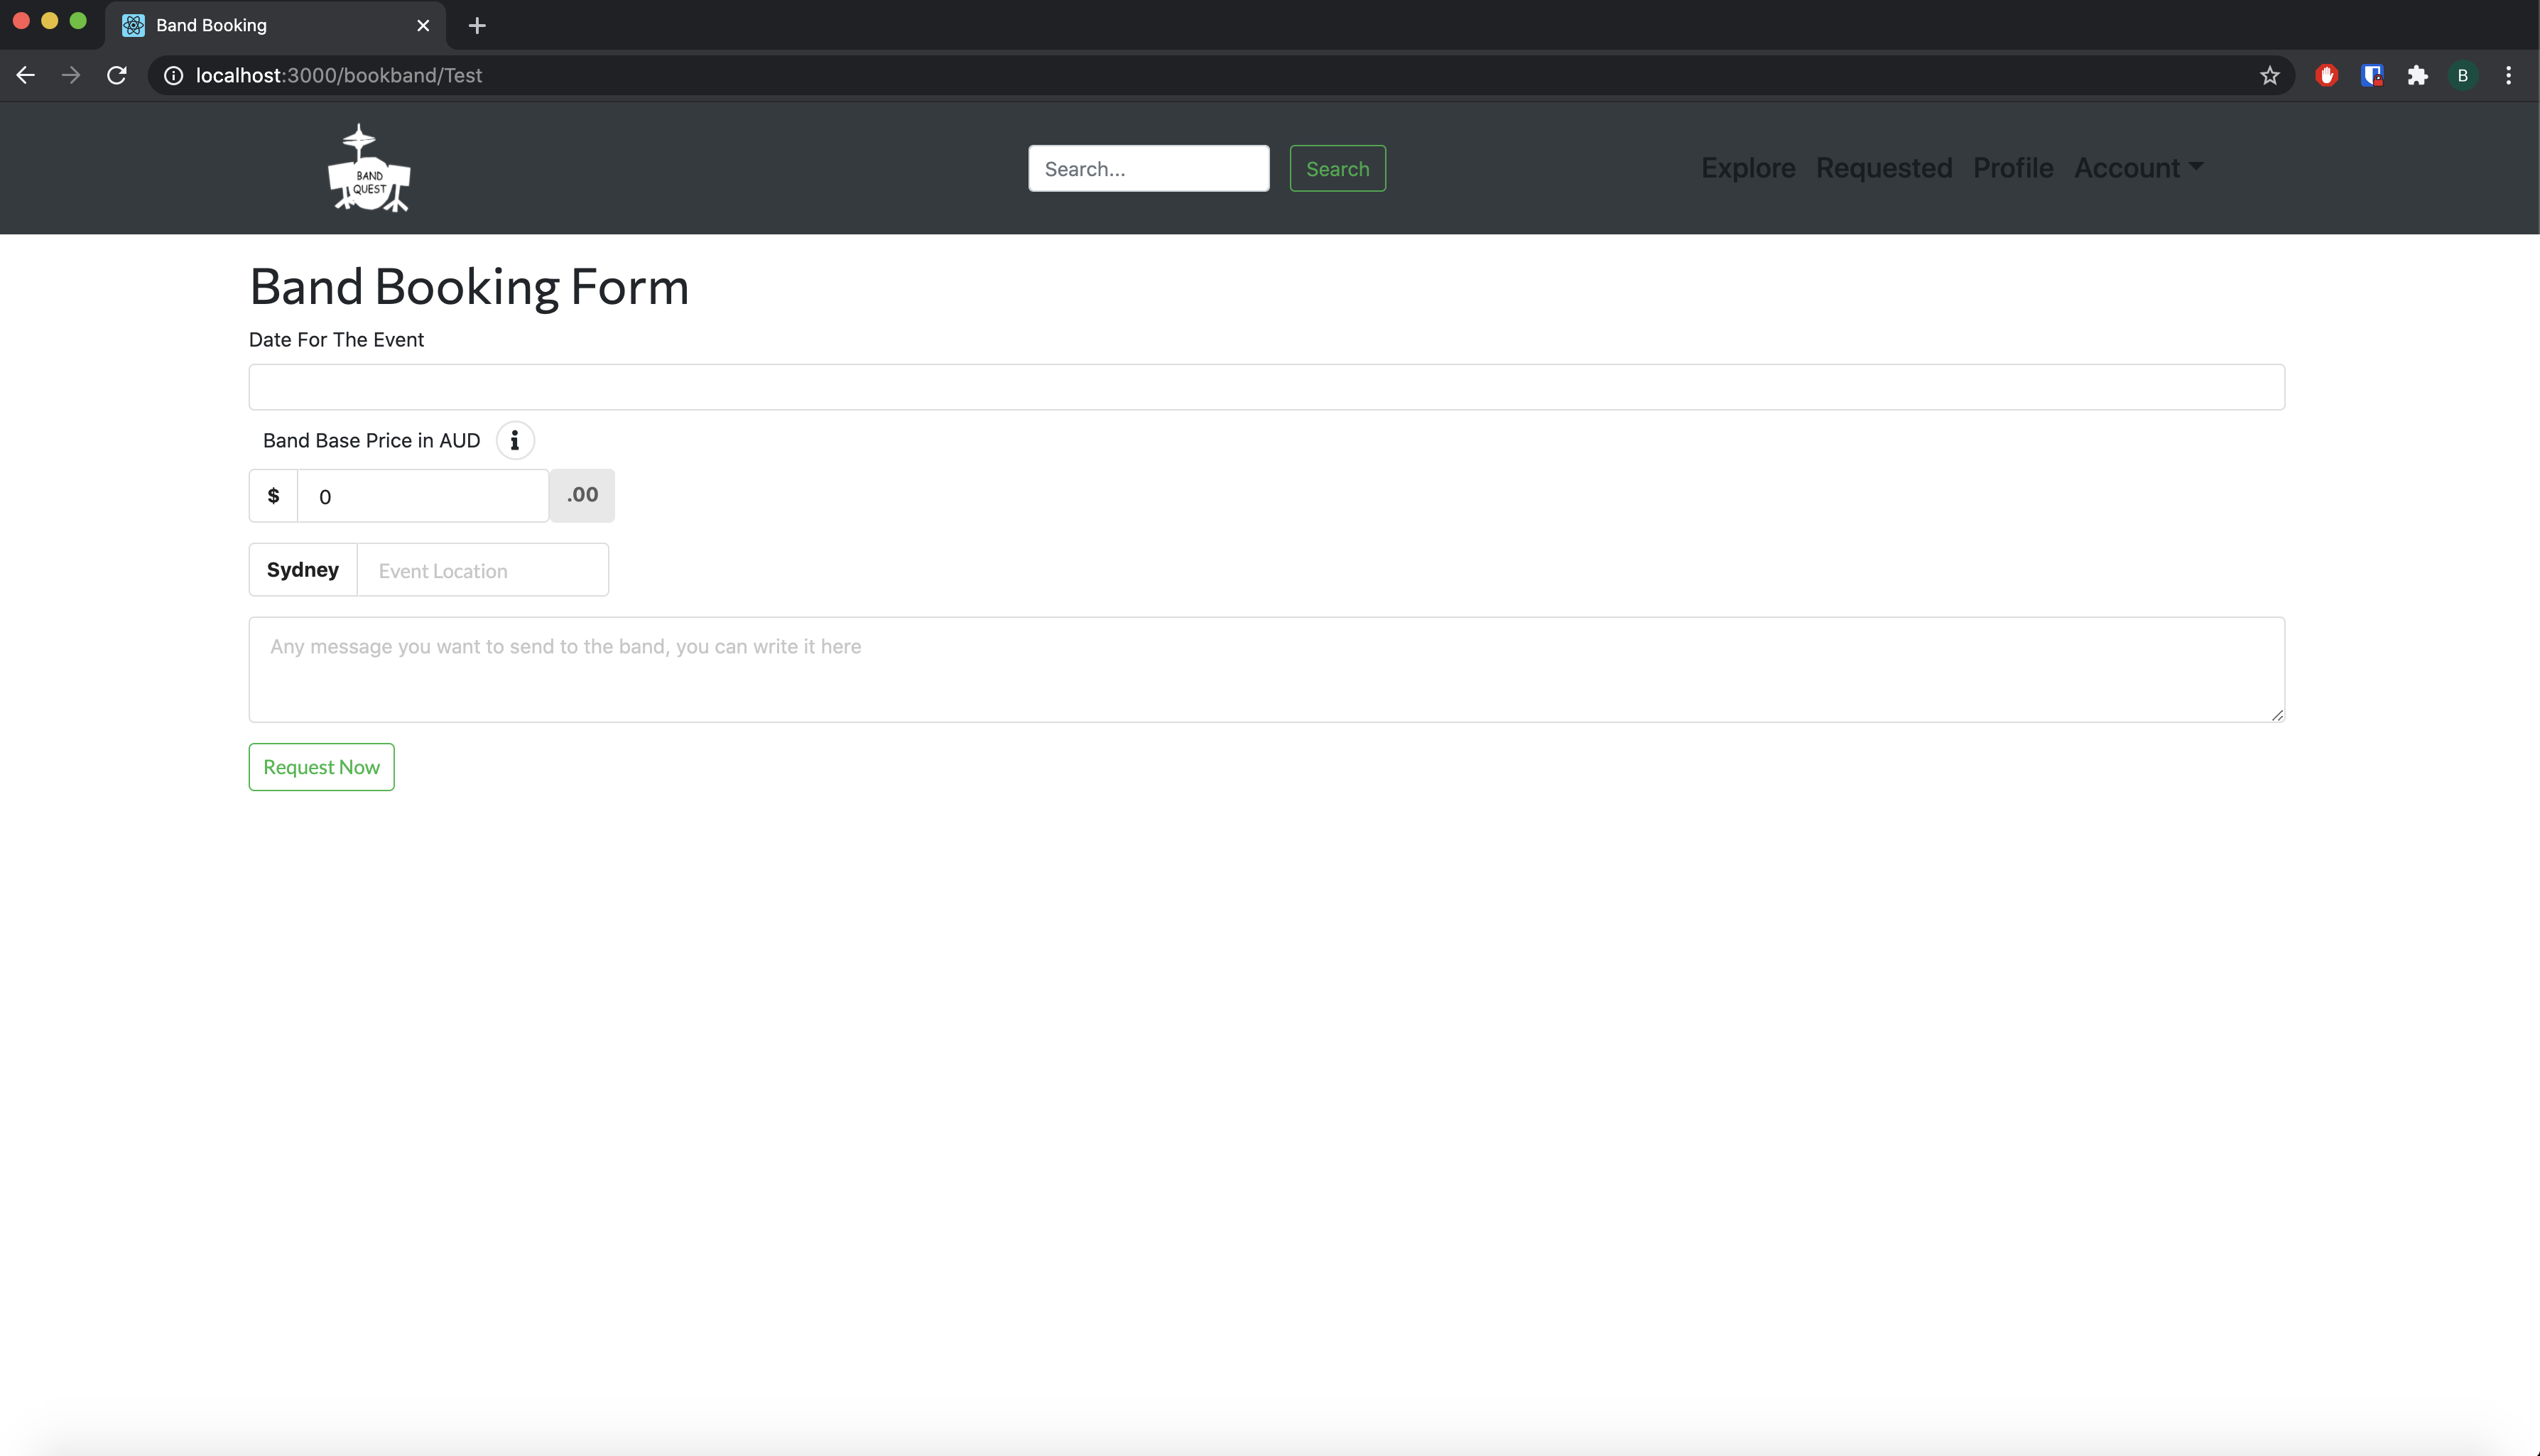 Band Booking
localhost:3000/bookband/Test
B
BAND
QUEST
Search...
Search
Explore Requested Profile Account
Band Booking Form
Date For The Event
Band Base Price in AUD
$ 0 .00
Sydney Event Location
Any message you want to send to the band, you can write it here
Request Now